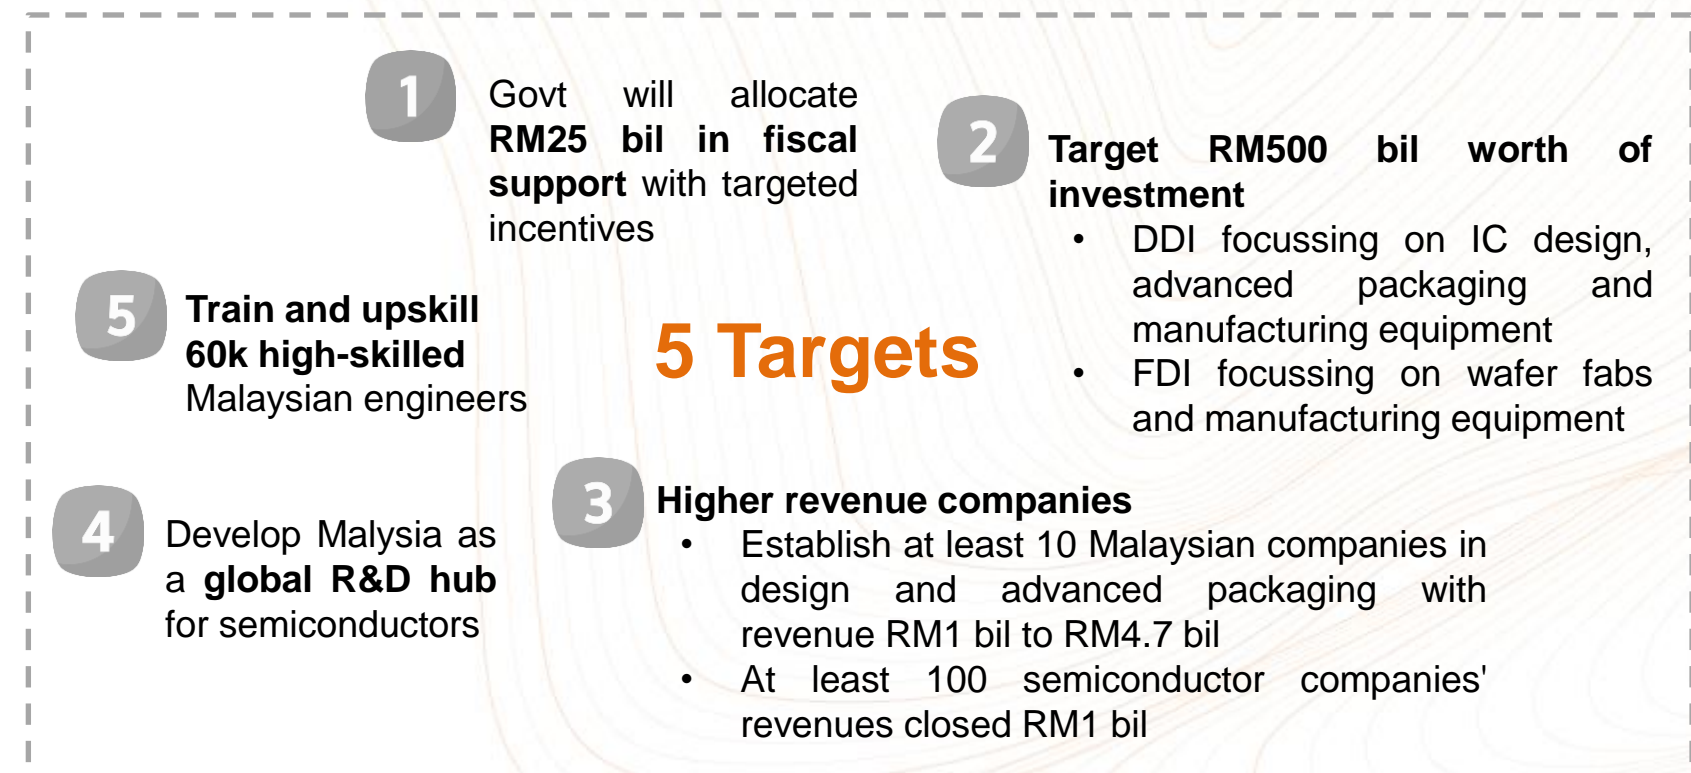 1
Govt will allocate
RM25 bil in fiscal
support with targeted
incentives
2
Target RM500 bil worth of
investment
• DDI focussing on IC design,
advanced packaging and
manufacturing equipment
• FDI focussing on wafer fabs
and manufacturing equipment
5 Targets
5
Train and upskill
60k high-skilled
Malaysian engineers
3
Higher revenue companies
• Establish at least 10 Malaysian companies in
design and advanced packaging with
revenue RM1 bil to RM4.7 bil
• At least 100 semiconductor companies'
revenues closed RM1 bil
4
Develop Malysia as
a global R&D hub
for semiconductors